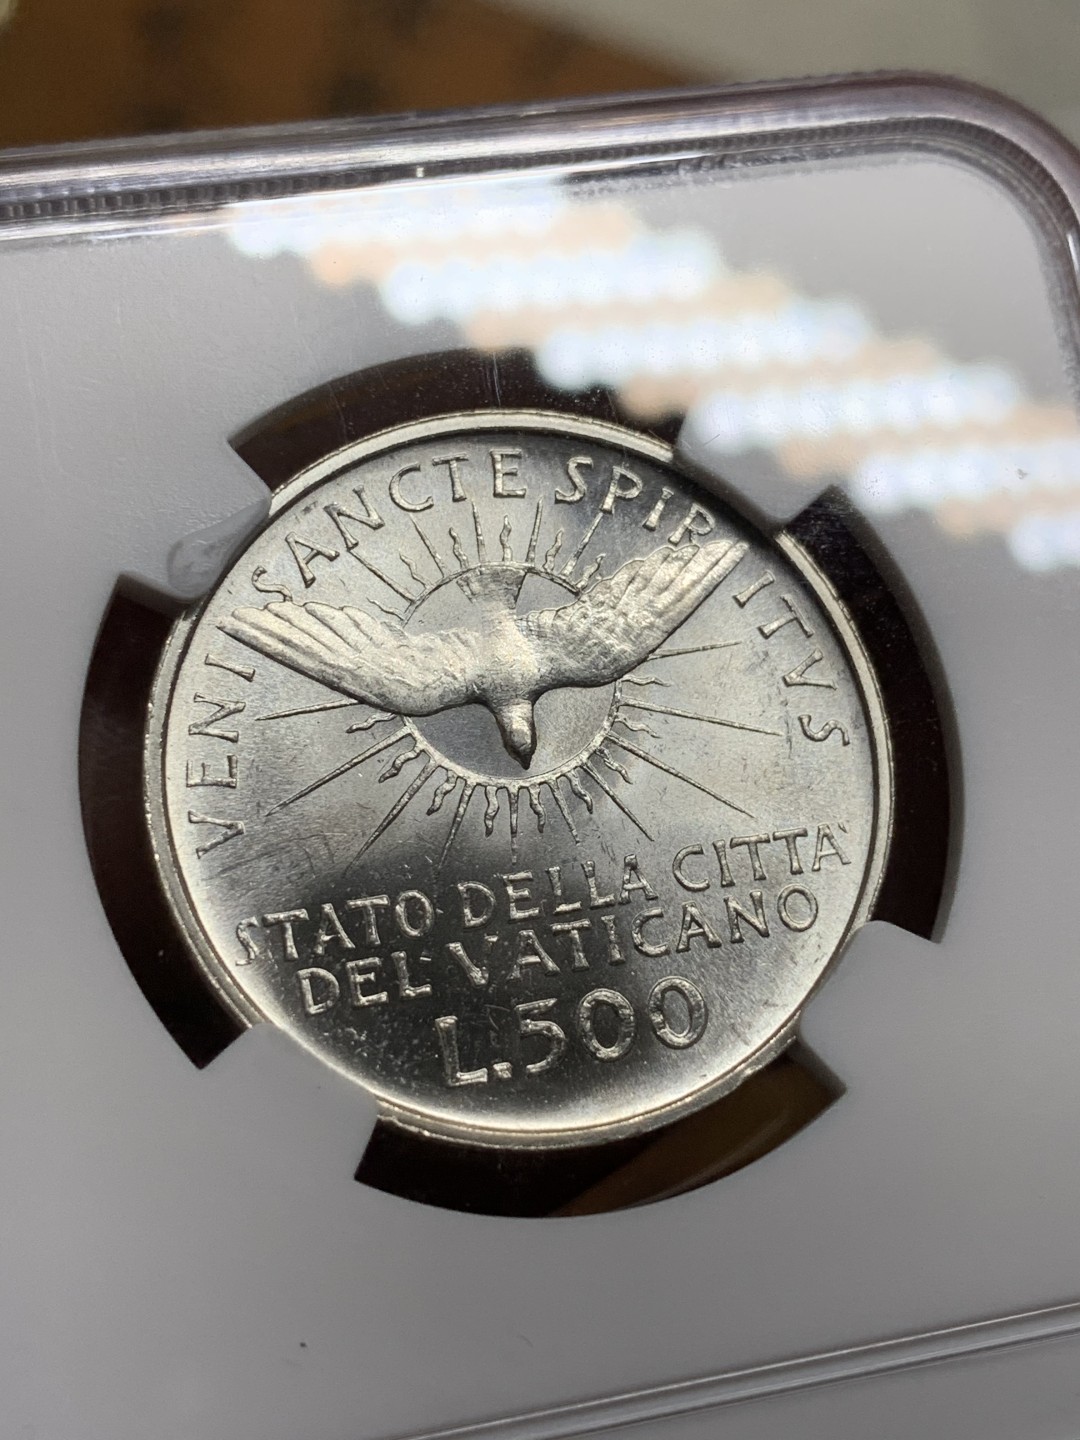 VENI SANCTE SPIRITVS
STATO DELLA CITTA'
DEL VATICANO
L.500